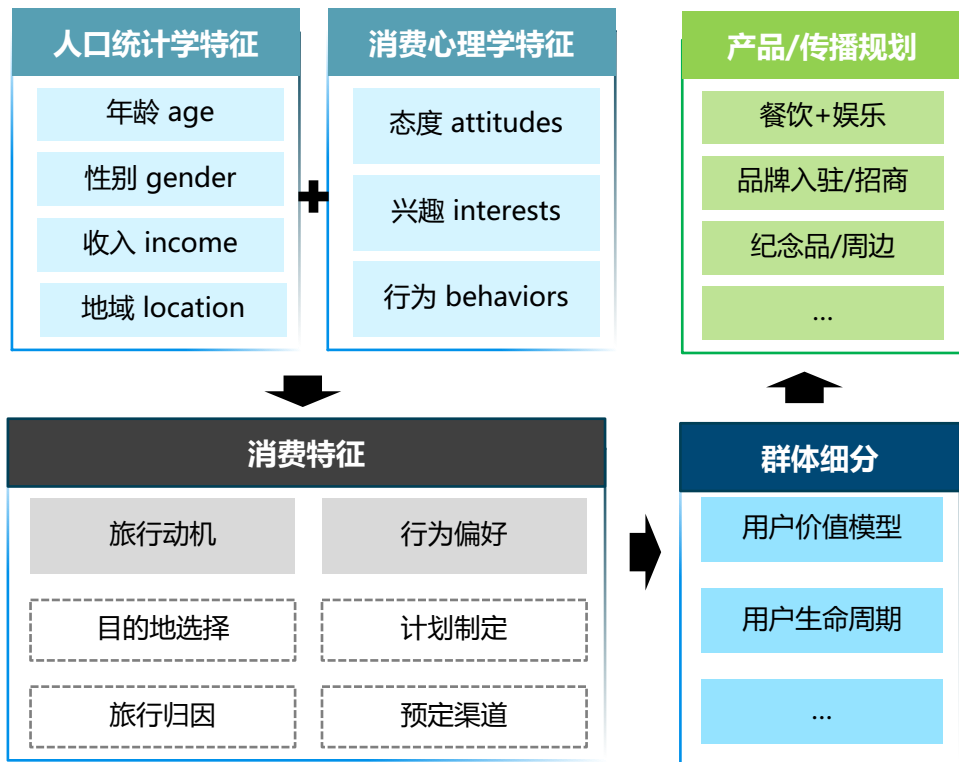 人口统计学特征
年龄 age
性别 gender
收入 income
地域 location
消费心理学特征
态度 attitudes
兴趣 interests
行为 behaviors
产品/传播规划
餐饮+娱乐
品牌入驻/招商
纪念品/周边
...
消费特征
旅行动机
行为偏好
目的地选择
计划制定
旅行归因
预定渠道
群体细分
用户价值模型
用户生命周期
...